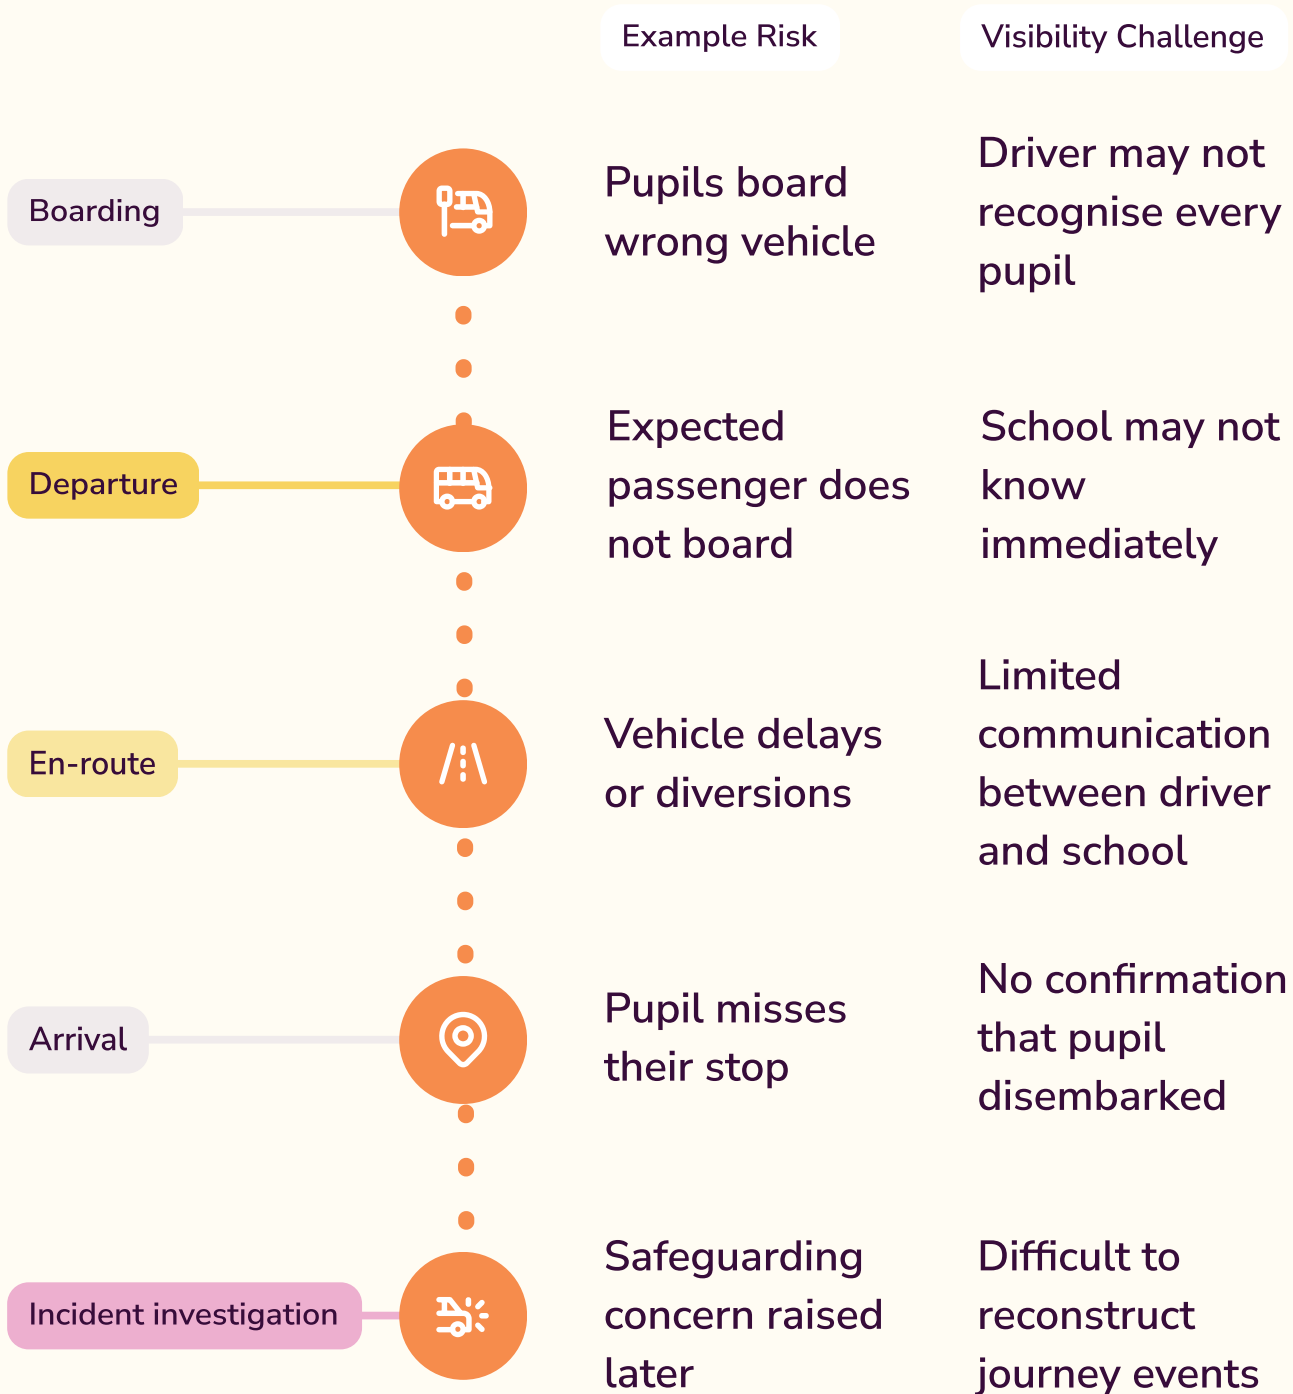 Example Risk
Visibility Challenge
Boarding
Pupils board
wrong vehicle
Driver may not
recognise every
pupil
Departure
Expected
passenger does
not board
School may not
know
immediately
En-route
Vehicle delays
or diversions
Limited
communication
between driver
and school
Arrival
Pupil misses
their stop
No confirmation
that pupil
disembarked
Incident investigation
Safeguarding
concern raised
later
Difficult to
reconstruct
journey events